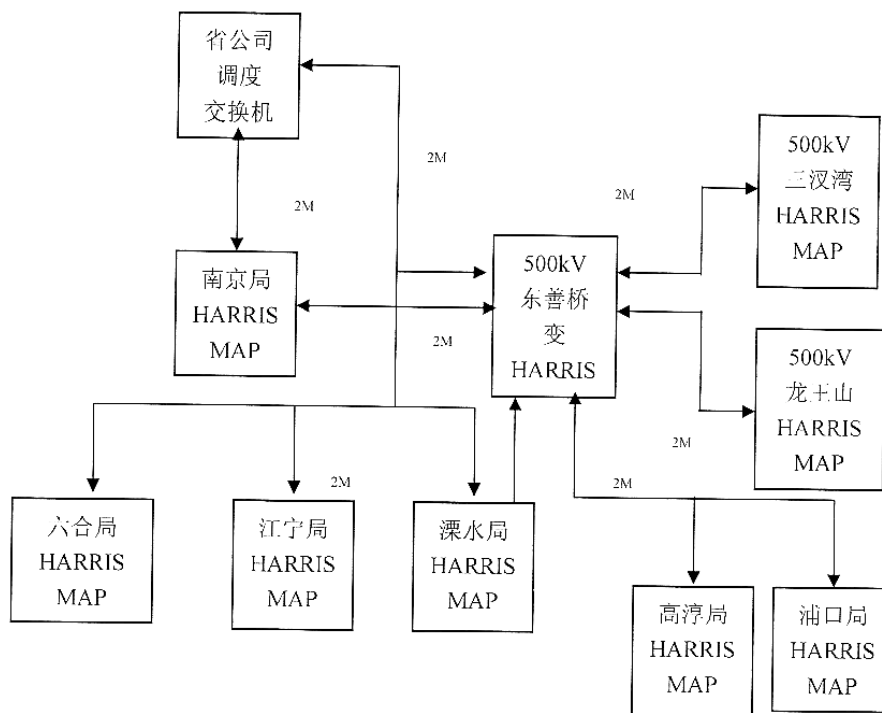 省公司
调度
交换机
2M
2M
2M
500kV
三汊湾
HARRIS
MAP
南京局
HARRIS
MAP
500kV
东善桥
变
HARRIS
2M
500kV
龙王山
HARRIS
MAP
2M
2M
2M
六合局
HARRIS
MAP
江宁局
HARRIS
MAP
溧水局
HARRIS
MAP
高淳局
HARRIS
MAP
浦口局
HARRIS
MAP